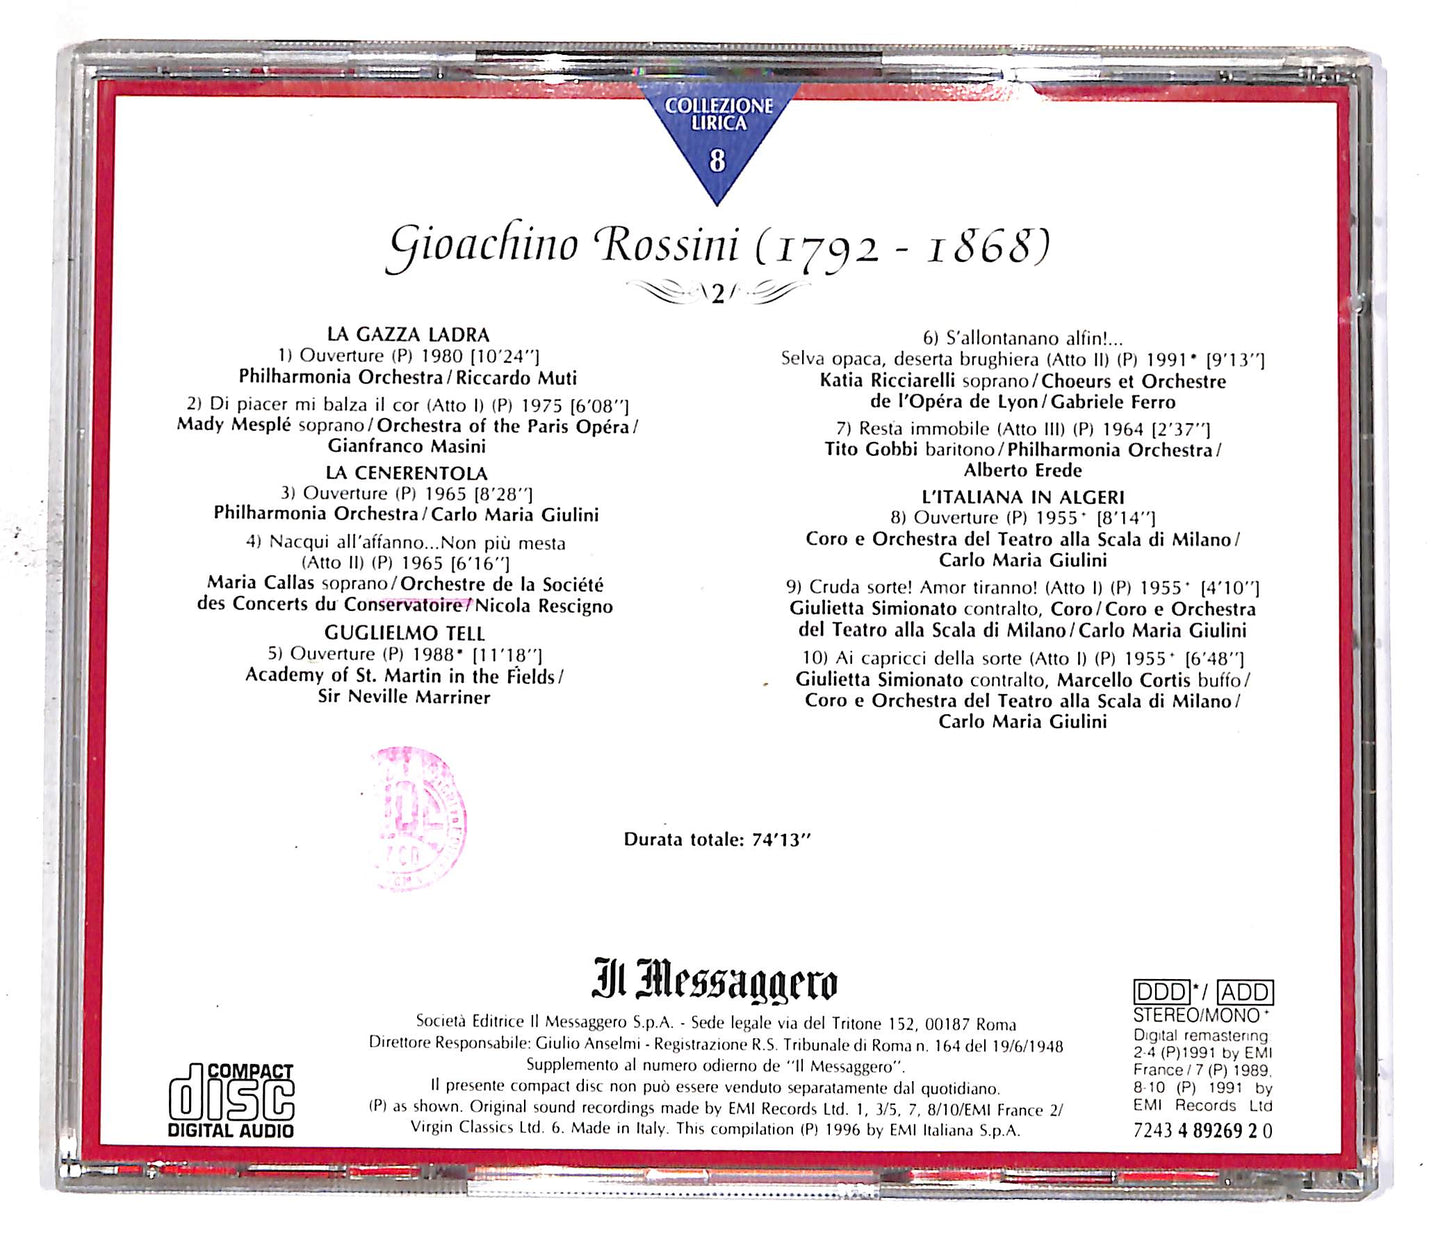 COLLEZIONE
LIRICA
8
Gioachino Rossini (1792 - 1868)
2
LA GAZZA LADRA
1) Ouverture (P) 1980 [10'24"]
Philharmonia Orchestra/Riccardo Muti
2) Di piacer mi balza il cor (Atto I) (P) 1975 [6'08"]
Mady Mesplé soprano/Orchestra of the Paris Opéra/
Gianfranco Masini
LA CENERENTOLA
3) Ouverture (P) 1965 [8'28"]
Philharmonia Orchestra/Carlo Maria Giulini
4) Nacqui all'affanno...Non più mesta
(Atto II) (P) 1965 [6'16"]
Maria Callas soprano/Orchestre de la Société
des Concerts du Conservatoire/Nicola Rescigno
GUGLIELMO TELL
5) Ouverture (P) 1988* [11'18"]
Academy of St. Martin in the Fields/
Sir Neville Marriner
6) S'allontanano alfin!...
Selva opaca, deserta brughiera (Atto II) (P) 1991* [9'13"]
Katia Ricciarelli soprano/Choeurs et Orchestre
de l'Opéra de Lyon/Gabriele Ferro
7) Resta immobile (Atto III) (P) 1964 [2'37"]
Tito Gobbi baritono/Philharmonia Orchestra/
Alberto Erede
L'ITALIANA IN ALGERI
8) Ouverture (P) 1955+ [8'14"]
Coro e Orchestra del Teatro alla Scala di Milano/
Carlo Maria Giulini
9) Cruda sorte! Amor tiranno! (Atto I) (P) 1955+ [4'10"]
Giulietta Simionato contralto, Coro/Coro e Orchestra
del Teatro alla Scala di Milano/Carlo Maria Giulini
10) Ai capricci della sorte (Atto I) (P) 1955+ [6'48"]
Giulietta Simionato contralto, Marcello Cortis buffo/
Coro e Orchestra del Teatro alla Scala di Milano/
Carlo Maria Giulini
Durata totale: 74'13"
Il Messaggero
Società Editrice Il Messaggero S.p.A. - Sede legale via del Tritone 152, 00187 Roma
Direttore Responsabile: Giulio Anselmi - Registrazione R.S. Tribunale di Roma n. 164 del 19/6/1948
Supplemento al numero odierno de "Il Messaggero".
Il presente compact disc non può essere venduto separatamente dal quotidiano.
(P) as shown. Original sound recordings made by EMI Records Ltd. 1, 3/5, 7, 8/10/EMI France 2/
Virgin Classics Ltd. 6. Made in Italy. This compilation (P) 1996 by EMI Italiana S.p.A.
COMPACT
disc
DIGITAL AUDIO
DDD*/ ADD
STEREO/MONO+
Digital remastering
2-4 (P)1991 by EMI
France/7 (P) 1989.
8-10 (P) 1991 by
EMI Records Ltd
7243 4 89269 2 0